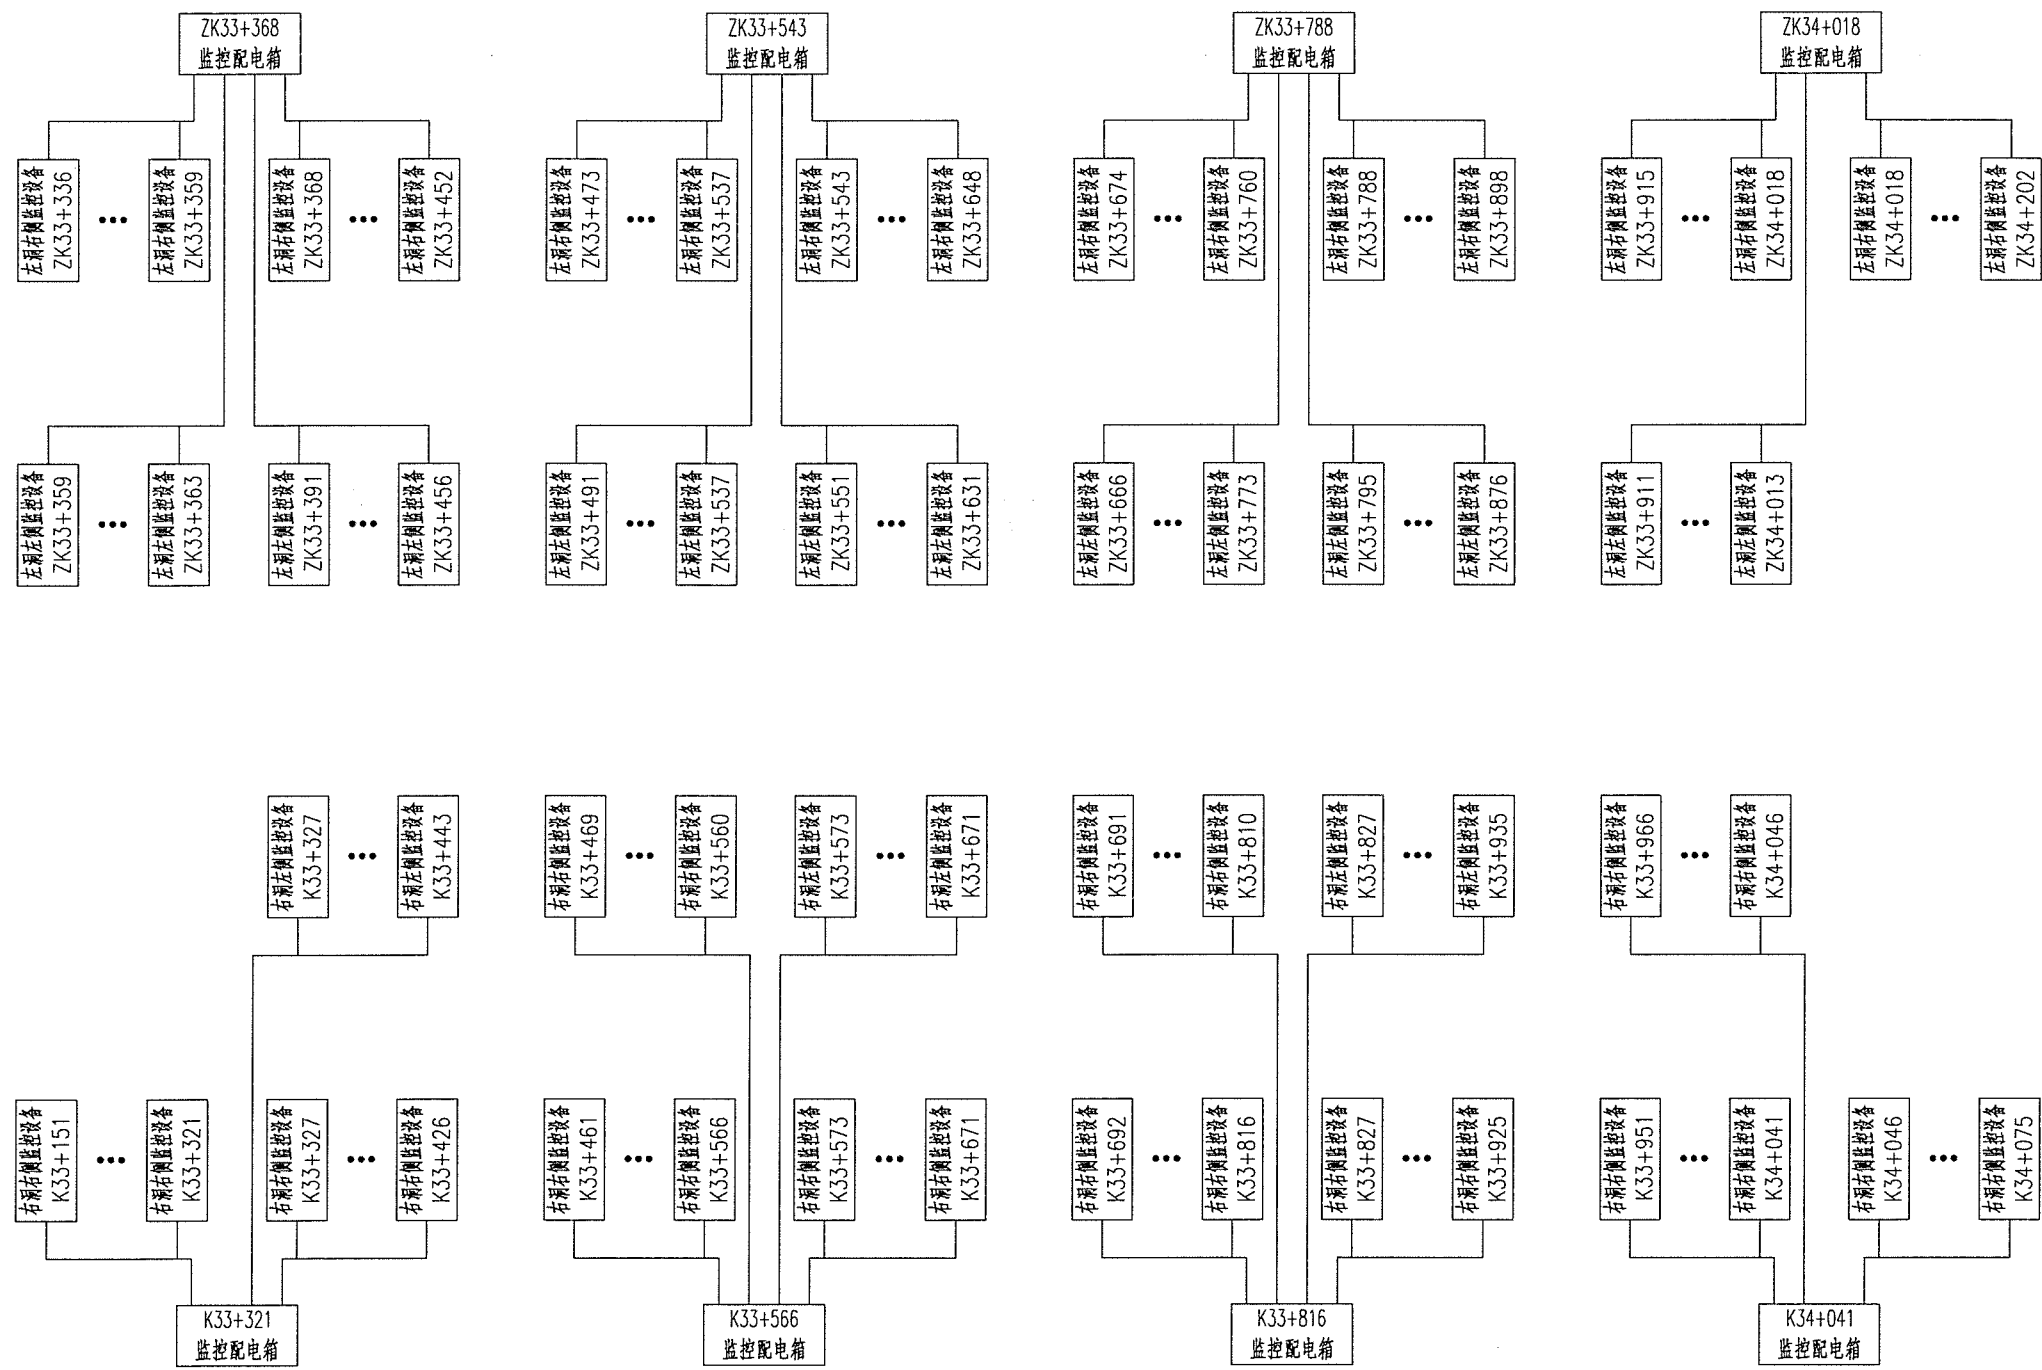 ZK33+368
监控配电箱
ZK33+543
监控配电箱
ZK33+788
监控配电箱
ZK34+018
监控配电箱
左洞右侧监控设备
ZK33+336
左洞右侧监控设备
ZK33+359
左洞右侧监控设备
ZK33+368
左洞右侧监控设备
ZK33+452
左洞右侧监控设备
ZK33+473
左洞右侧监控设备
ZK33+537
左洞右侧监控设备
ZK33+543
左洞右侧监控设备
ZK33+648
左洞右侧监控设备
ZK33+674
左洞右侧监控设备
ZK33+760
左洞右侧监控设备
ZK33+788
左洞右侧监控设备
ZK33+898
左洞右侧监控设备
ZK33+915
左洞右侧监控设备
ZK34+018
左洞右侧监控设备
ZK34+018
左洞右侧监控设备
ZK34+202
左洞左侧监控设备
ZK33+359
左洞左侧监控设备
ZK33+363
左洞左侧监控设备
ZK33+391
左洞左侧监控设备
ZK33+456
左洞左侧监控设备
ZK33+491
左洞左侧监控设备
ZK33+537
左洞左侧监控设备
ZK33+551
左洞左侧监控设备
ZK33+631
左洞左侧监控设备
ZK33+666
左洞左侧监控设备
ZK33+773
左洞左侧监控设备
ZK33+795
左洞左侧监控设备
ZK33+876
左洞左侧监控设备
ZK33+911
左洞左侧监控设备
ZK34+013
右洞左侧监控设备
K33+327
右洞左侧监控设备
K33+443
右洞右侧监控设备
K33+469
右洞右侧监控设备
K33+560
右洞左侧监控设备
K33+573
右洞左侧监控设备
K33+671
右洞右侧监控设备
K33+691
右洞右侧监控设备
K33+810
右洞左侧监控设备
K33+827
右洞左侧监控设备
K33+935
右洞右侧监控设备
K33+966
右洞右侧监控设备
K34+046
右洞右侧监控设备
K33+151
右洞右侧监控设备
K33+321
右洞右侧监控设备
K33+327
右洞右侧监控设备
K33+426
右洞右侧监控设备
K33+461
右洞右侧监控设备
K33+566
右洞右侧监控设备
K33+573
右洞右侧监控设备
K33+671
右洞右侧监控设备
K33+692
右洞右侧监控设备
K33+816
右洞右侧监控设备
K33+827
右洞右侧监控设备
K33+925
右洞右侧监控设备
K33+951
右洞右侧监控设备
K34+041
右洞右侧监控设备
K34+046
右洞右侧监控设备
K34+075
K33+321
监控配电箱
K33+566
监控配电箱
K33+816
监控配电箱
K34+041
监控配电箱